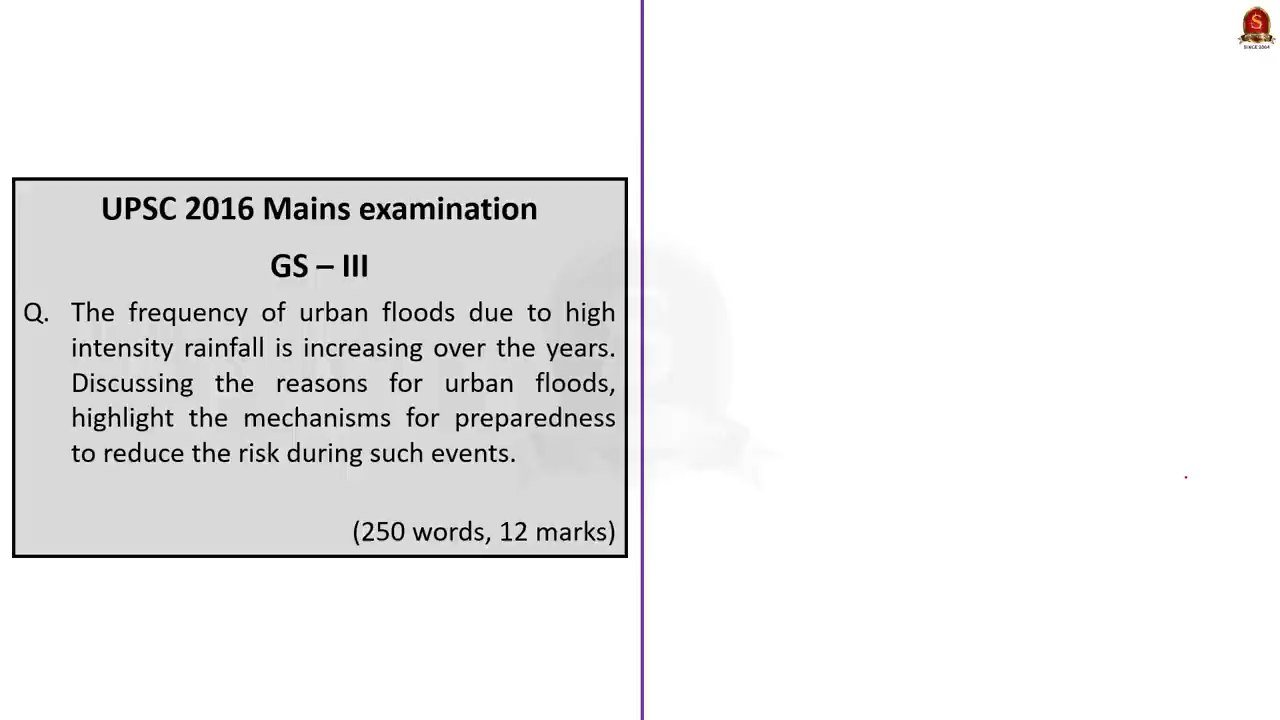 UPSC 2016 Mains examination
GS – III
Q. The frequency of urban floods due to high
intensity rainfall is increasing over the years.
Discussing the reasons for urban floods,
highlight the mechanisms for preparedness
to reduce the risk during such events.
(250 words, 12 marks)
S
SINCE 2004